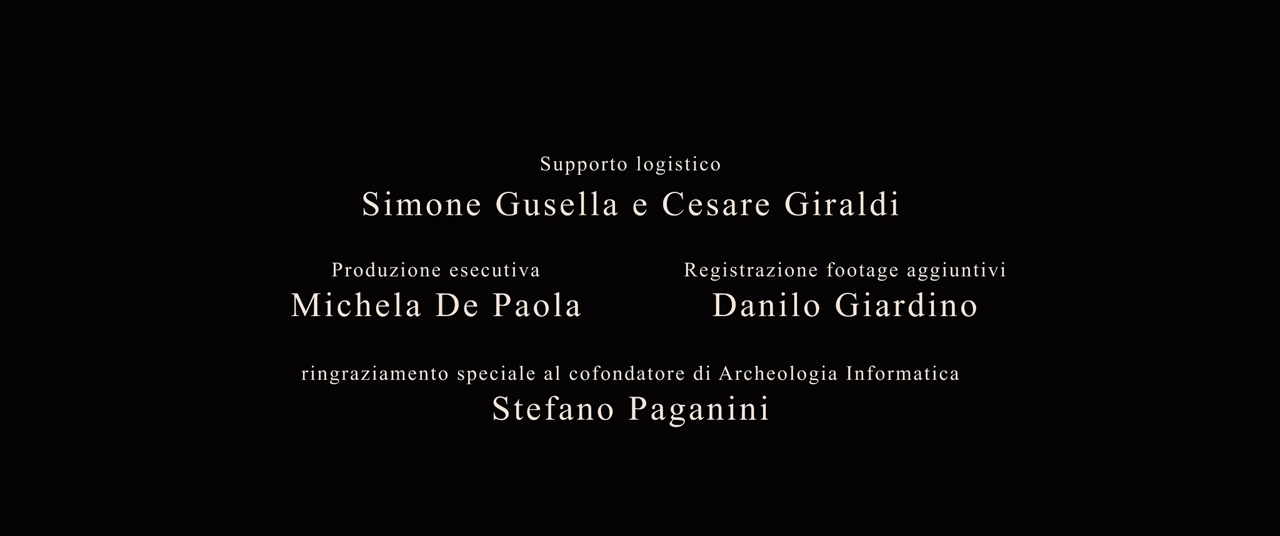 Supporto logistico
Simone Gusella e Cesare Giraldi
Produzione esecutiva
Michela De Paola
Registrazione footage aggiuntivi
Danilo Giardino
ringraziamento speciale al cofondatore di Archeologia Informatica
Stefano Paganini